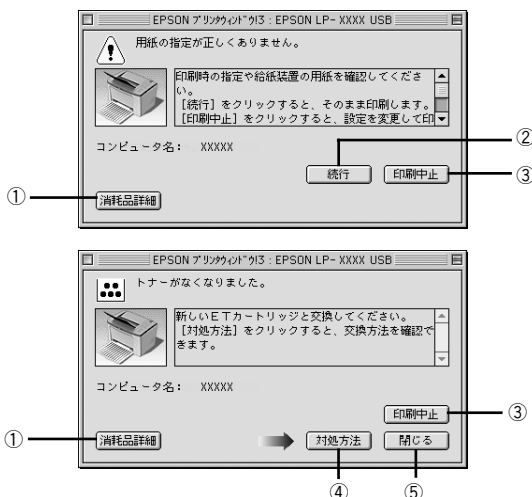 EPSON プリンタウィンドウ!3 : EPSON LP- XXXX USB
用紙の指定が正しくありません。
印刷時の指定や給紙装置の用紙を確認してくださ
い。
［続行］をクリックすると、そのまま印刷します。
［印刷中止］をクリックすると、設定を変更して印
コンピュータ名： XXXXX
②
続行
印刷中止
③
①
消耗品詳細
EPSON プリンタウィンドウ!3 : EPSON LP- XXXX USB
トナーがなくなりました。
新しいＥＴカートリッジと交換してください。
［対処方法］をクリックすると、交換方法を確認で
きます。
コンピュータ名： XXXXX
印刷中止
③
①
消耗品詳細
対処方法
閉じる
④
⑤